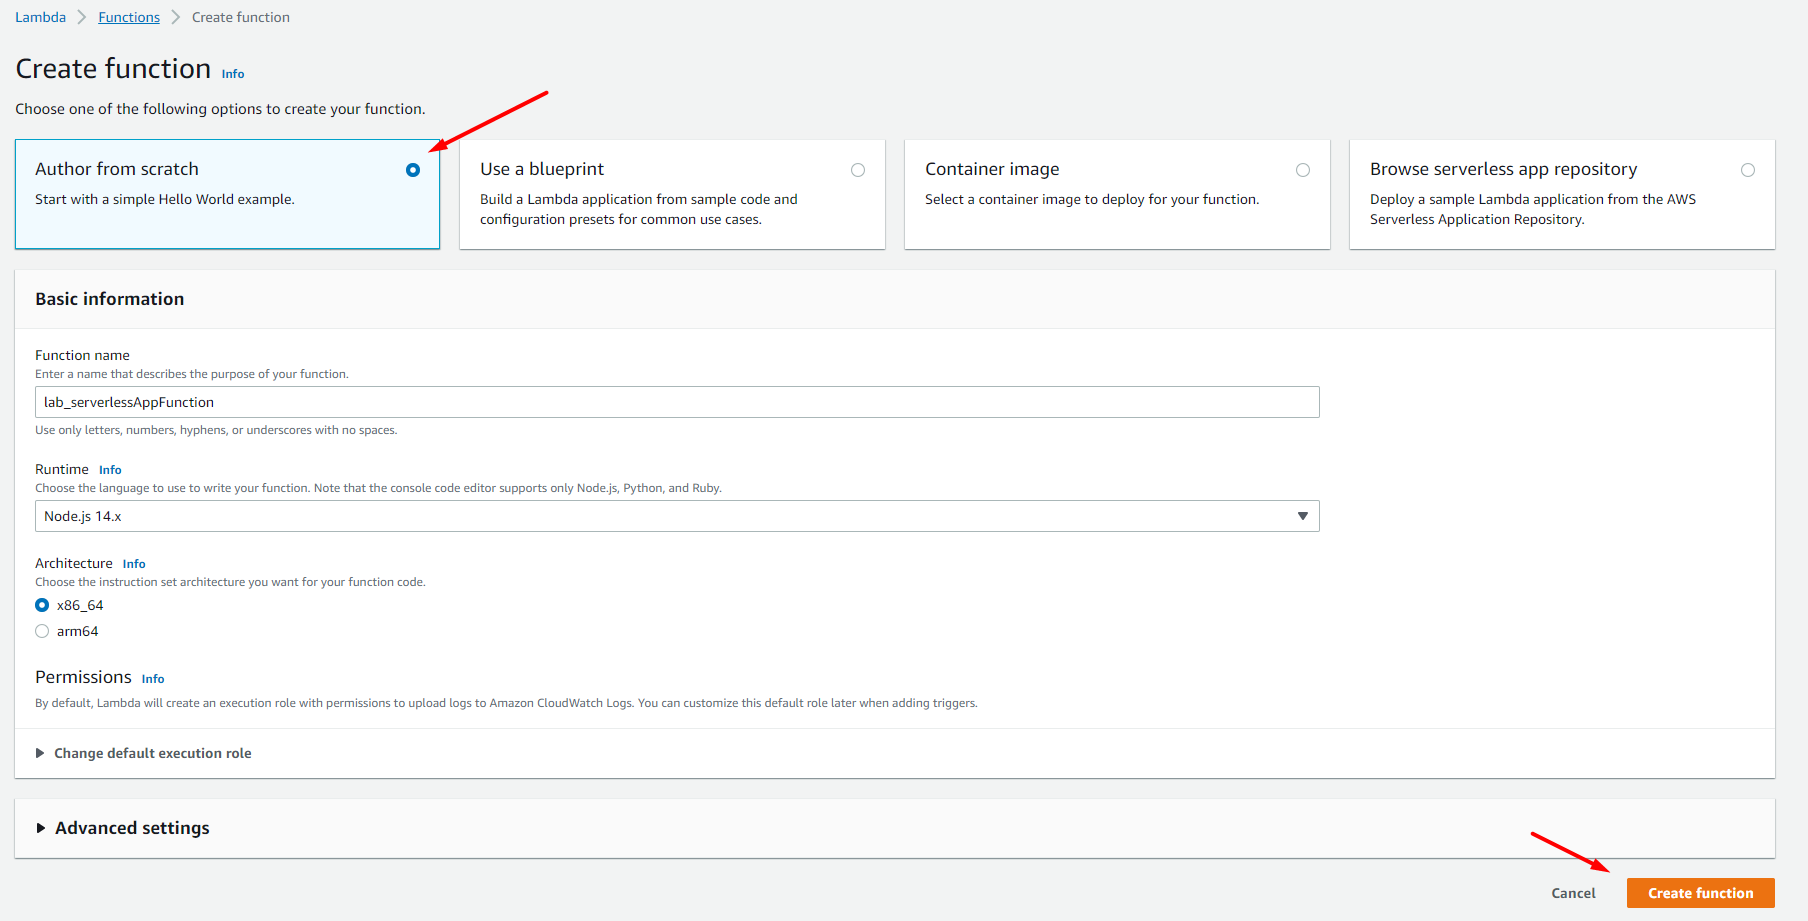 Lambda > Functions > Create function
Create function Info
Choose one of the following options to create your function.
Author from scratch
Start with a simple Hello World example.
Use a blueprint
Build a Lambda application from sample code and
configuration presets for common use cases.
Container image
Select a container image to deploy for your function.
Browse serverless app repository
Deploy a sample Lambda application from the AWS
Serverless Application Repository.
Basic information
Function name
Enter a name that describes the purpose of your function.
lab_serverlessAppFunction
Use only letters, numbers, hyphens, or underscores with no spaces.
Runtime Info
Choose the language to use to write your function. Note that the console code editor supports only Node.js, Python, and Ruby.
Node.js 14.x
Architecture Info
Choose the instruction set architecture you want for your function code.
x86_64
arm64
Permissions Info
By default, Lambda will create an execution role with permissions to upload logs to Amazon CloudWatch Logs. You can customize this default role later when adding triggers.
Change default execution role
Advanced settings
Cancel Create function